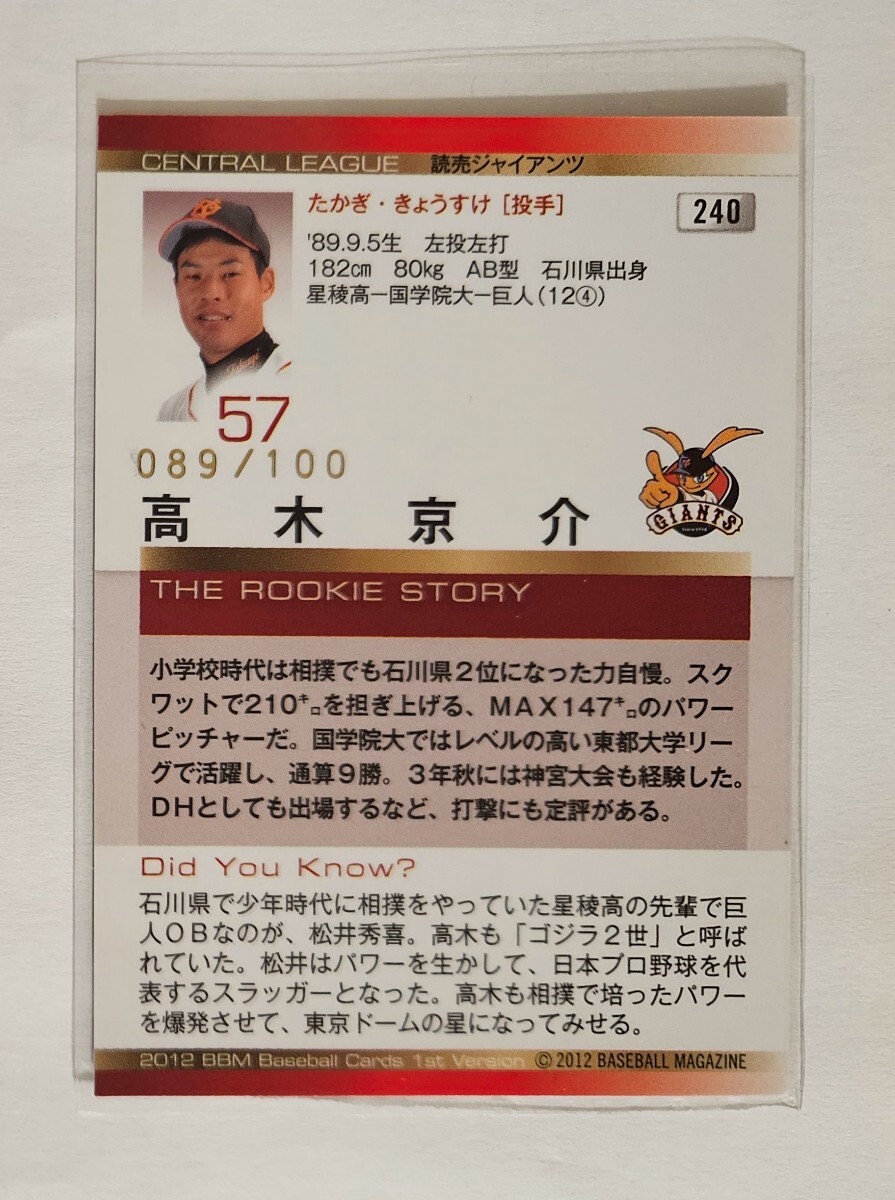 CENTRAL LEAGUE 読売ジャイアンツ
たかぎ・きょうすけ [投手]
240
'89.9.5生 左投左打
182cm 80kg AB型 石川県出身
星稜高ー国学院大ー巨人(12④)
57
089/100
GIANTS
高木京介
THE ROOKIE STORY
小学校時代は相撲でも石川県2位になった力自慢。スク
ワットで210㌔を担ぎ上げる、MAX147㌔のパワー
ピッチャーだ。国学院大ではレベルの高い東都大学リー
グで活躍し、通算9勝。3年秋には神宮大会も経験した。
DHとしても出場するなど、打撃にも定評がある。
Did You Know?
石川県で少年時代に相撲をやっていた星稜高の先輩で巨
人OBなのが、松井秀喜。高木も「ゴジラ2世」と呼ば
れていた。松井はパワーを生かして、日本プロ野球を代
表するスラッガーとなった。高木も相撲で培ったパワー
を爆発させて、東京ドームの星になってみせる。
2012 BBM Baseball Cards 1st Version ©2012 BASEBALL MAGAZINE